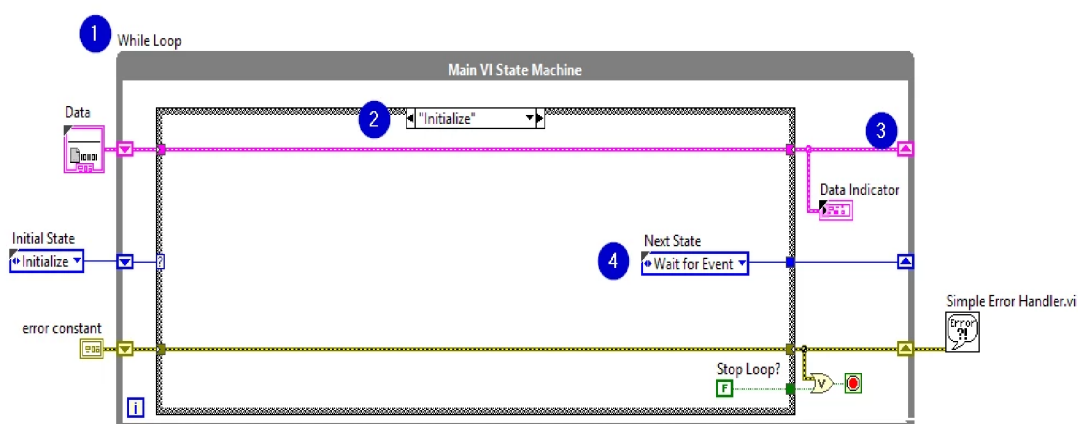 1
While Loop
Main VI State Machine
Data
2
"Initialize"
3
Data Indicator
Initial State
Initialize
?
Next State
4
Wait for Event
Simple Error Handler.vi
Error
?!
error constant
Stop Loop?
F
V
i